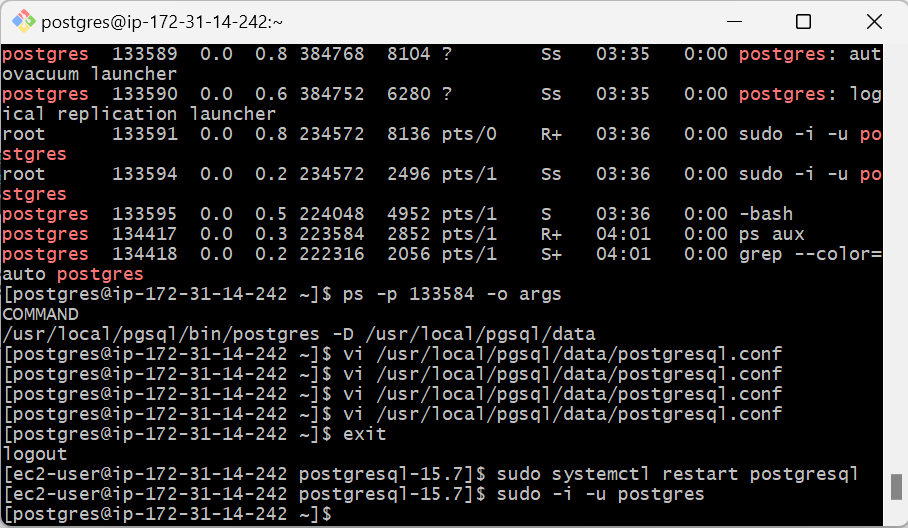 postgres@ip-172-31-14-242:~
postgres  133589  0.0  0.8 384768  8104 ?        Ss   03:35   0:00 postgres: aut
ovacuum launcher
postgres  133590  0.0  0.6 384752  6280 ?        Ss   03:35   0:00 postgres: log
ical replication launcher
root      133591  0.0  0.8 234572  8136 pts/0    R+   03:36   0:00 sudo -i -u po
stgres
root      133594  0.0  0.2 234572  2496 pts/1    Ss   03:36   0:00 sudo -i -u po
stgres
postgres  133595  0.0  0.5 224048  4952 pts/1    S    03:36   0:00 -bash
postgres  134417  0.0  0.3 223584  2852 pts/1    R+   04:01   0:00 ps aux
postgres  134418  0.0  0.2 222316  2056 pts/1    S+   04:01   0:00 grep --color=
auto postgres
[postgres@ip-172-31-14-242 ~]$ ps -p 133584 -o args
COMMAND
/usr/local/pgsql/bin/postgres -D /usr/local/pgsql/data
[postgres@ip-172-31-14-242 ~]$ vi /usr/local/pgsql/data/postgresql.conf
[postgres@ip-172-31-14-242 ~]$ vi /usr/local/pgsql/data/postgresql.conf
[postgres@ip-172-31-14-242 ~]$ vi /usr/local/pgsql/data/postgresql.conf
[postgres@ip-172-31-14-242 ~]$ vi /usr/local/pgsql/data/postgresql.conf
[postgres@ip-172-31-14-242 ~]$ exit
logout
[ec2-user@ip-172-31-14-242 postgresql-15.7]$ sudo systemctl restart postgresql
[ec2-user@ip-172-31-14-242 postgresql-15.7]$ sudo -i -u postgres
[postgres@ip-172-31-14-242 ~]$